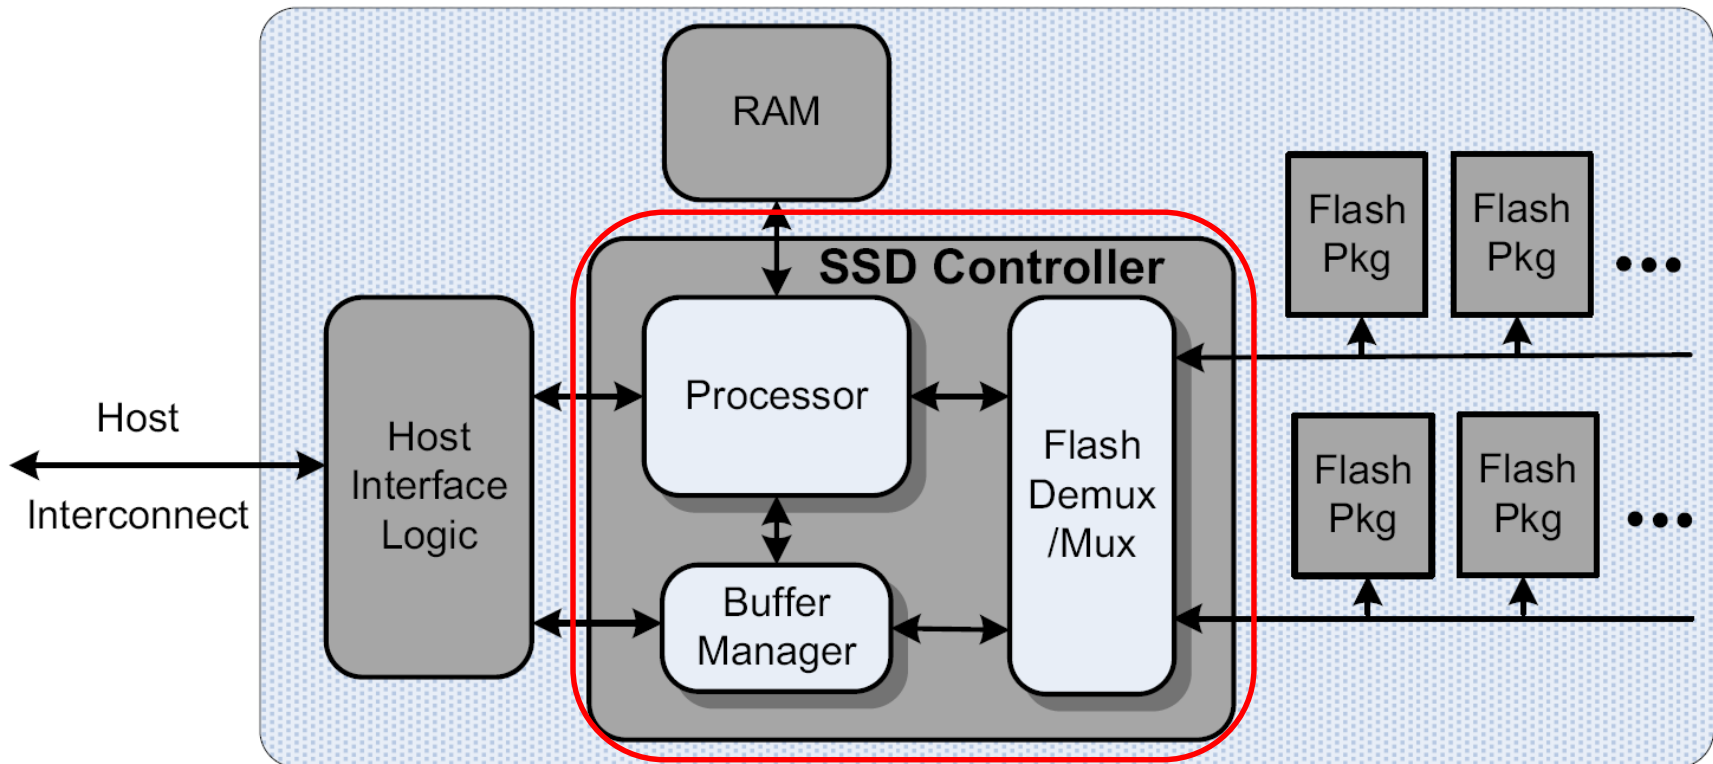 RAM
SSD Controller
Processor
Buffer
Manager
Flash
Demux
/Mux
Host
Interface
Logic
Host
Interconnect
Flash
Pkg
Flash
Pkg
Flash
Pkg
Flash
Pkg